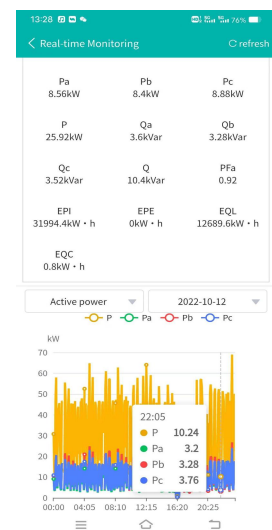 13:28 76%
Real-time Monitoring refresh
Pa Pb Pc
8.56kW 8.4kW 8.88kW
P Qa Qb
25.92kW 3.6kVar 3.28kVar
Qc Q PFa
3.52kVar 10.4kVar 0.92
EPI EPE EQL
31994.4kW·h 0kW·h 12689.6kW·h
EQC
0.8kW·h
Active power 2022-10-12
P Pa Pb Pc
kW
70
60
50
40
30
20
10
0
22:05
P 10.24
Pa 3.2
Pb 3.28
Pc 3.76
00:00 04:05 08:10 12:15 16:20 20:25